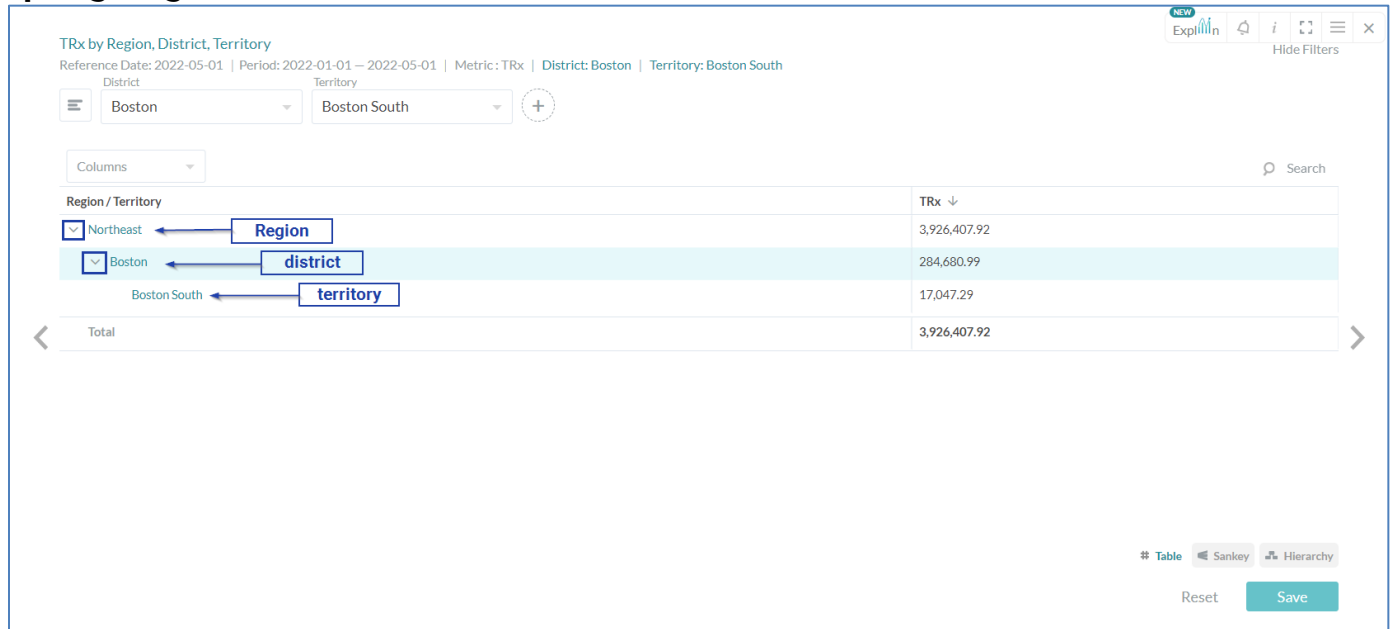 NEW
Expl n
TRx by Region, District, Territory
Hide Filters
Reference Date: 2022-05-01 | Period: 2022-01-01 — 2022-05-01 | Metric : TRx | District: Boston | Territory: Boston South
District Territory
Boston Boston South
Columns
Search
Region / Territory TRx
Northeast Region 3,926,407.92
Boston district 284,680.99
Boston South territory 17,047.29
Total 3,926,407.92
# Table Sankey Hierarchy
Reset Save